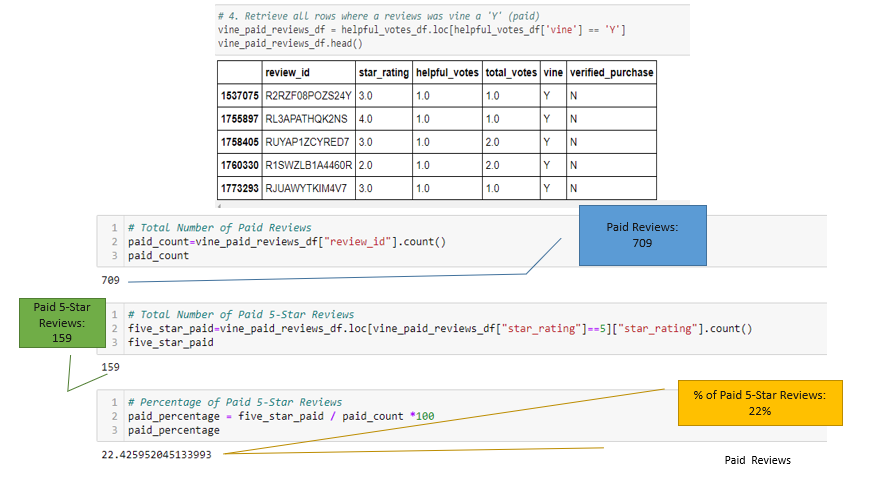 # 4. Retrieve all rows where a reviews was vine a 'Y' (paid)
vine_paid_reviews_df = helpful_votes_df.loc[helpful_votes_df['vine'] == 'Y']
vine_paid_reviews_df.head()
review_id star_rating helpful_votes total_votes vine verified_purchase
1537075 R2RZF08POZS24Y 3.0 1.0 1.0 Y N
1755897 RL3APATHQK2NS 4.0 1.0 1.0 Y N
1758405 RUYAP1ZCYRED7 3.0 1.0 2.0 Y N
1760330 R1SWZLB1A4460R 2.0 1.0 2.0 Y N
1773293 RJUAWYTKIM4V7 3.0 1.0 1.0 Y N
1 # Total Number of Paid Reviews
2 paid_count=vine_paid_reviews_df["review_id"].count()
3 paid_count
709
Paid Reviews:
709
Paid 5-Star
Reviews:
159
1 # Total Number of Paid 5-Star Reviews
2 five_star_paid=vine_paid_reviews_df.loc[vine_paid_reviews_df["star_rating"]==5]["star_rating"].count()
3 five_star_paid
159
1 # Percentage of Paid 5-Star Reviews
2 paid_percentage = five_star_paid / paid_count *100
3 paid_percentage
22.425952045133993
% of Paid 5-Star Reviews:
22%
Paid Reviews